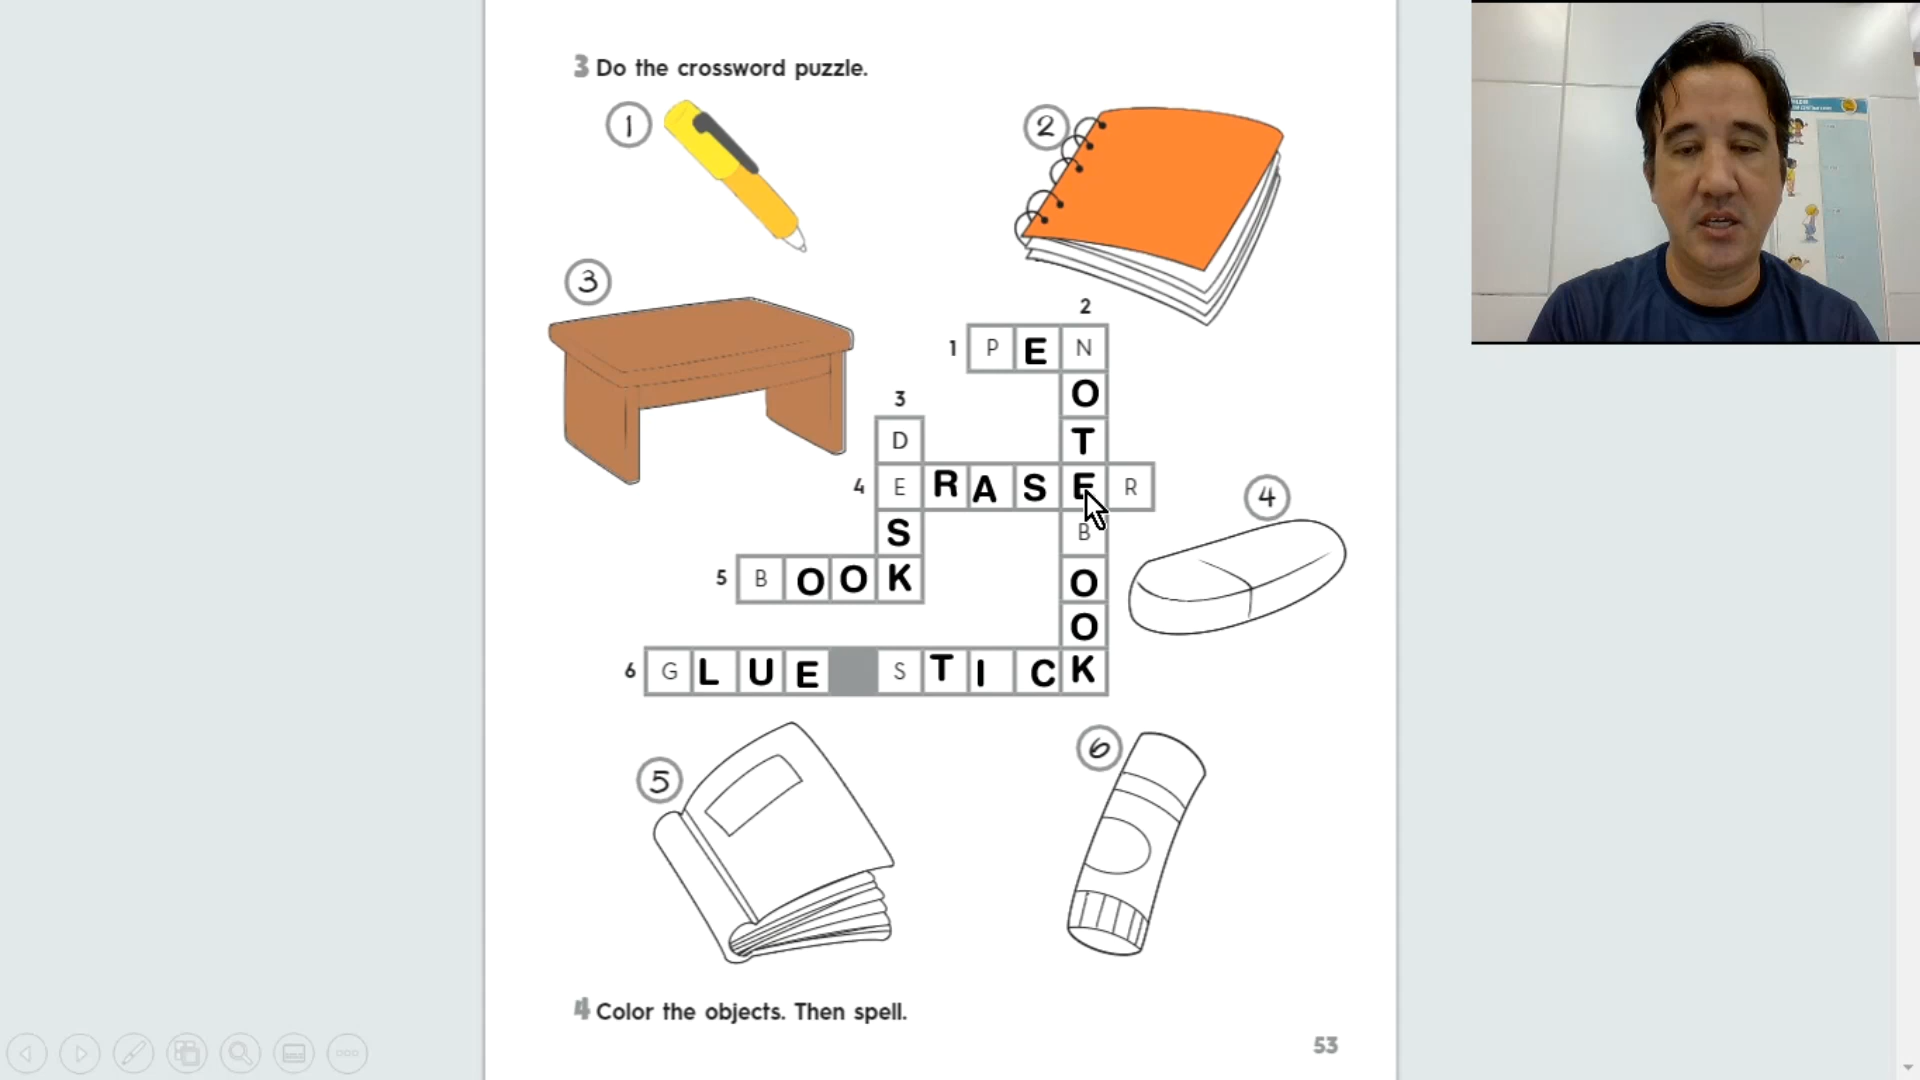 3 Do the crossword puzzle.
1
2
3
2
1 P E N
O
3
D T
4 E R A S E R
4
S B
5 B O O K O
O
6 G L U E S T I C K
5
6
4 Color the objects. Then spell.
53